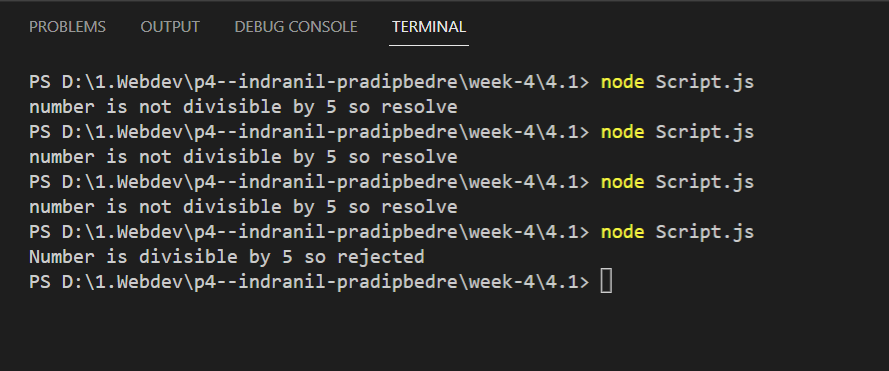 PROBLEMS OUTPUT DEBUG CONSOLE TERMINAL
PS D:\1.Webdev\p4--indranil-pradipbedre\week-4\4.1> node Script.js
number is not divisible by 5 so resolve
PS D:\1.Webdev\p4--indranil-pradipbedre\week-4\4.1> node Script.js
number is not divisible by 5 so resolve
PS D:\1.Webdev\p4--indranil-pradipbedre\week-4\4.1> node Script.js
number is not divisible by 5 so resolve
PS D:\1.Webdev\p4--indranil-pradipbedre\week-4\4.1> node Script.js
Number is divisible by 5 so rejected
PS D:\1.Webdev\p4--indranil-pradipbedre\week-4\4.1>